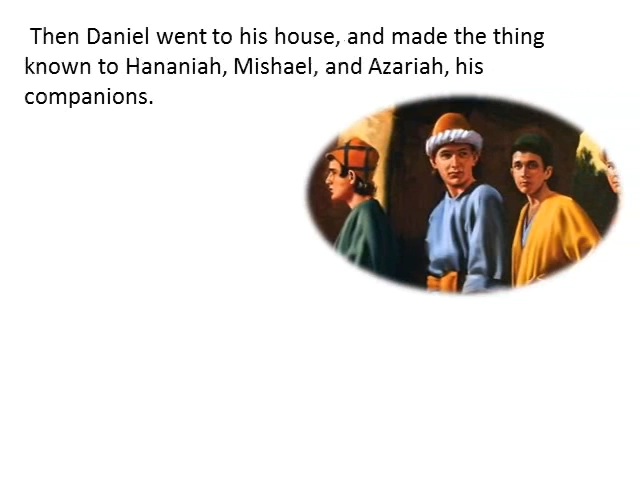 Then Daniel went to his house, and made the thing
known to Hananiah, Mishael, and Azariah, his
companions.